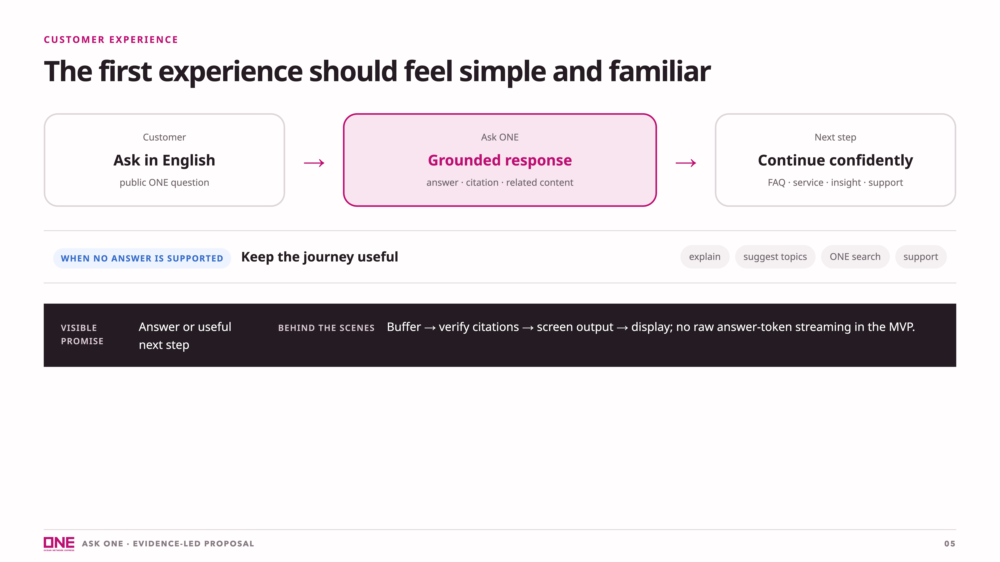 CUSTOMER EXPERIENCE
The first experience should feel simple and familiar
Customer
Ask in English
public ONE question
→
Ask ONE
Grounded response
answer · citation · related content
→
Next step
Continue confidently
FAQ · service · insight · support
WHEN NO ANSWER IS SUPPORTED
Keep the journey useful
explain
suggest topics
ONE search
support
VISIBLE
PROMISE
Answer or useful
next step
BEHIND THE SCENES
Buffer → verify citations → screen output → display; no raw answer-token streaming in the MVP.
ONE
OCEAN NETWORK EXPRESS
ASK ONE · EVIDENCE-LED PROPOSAL
05